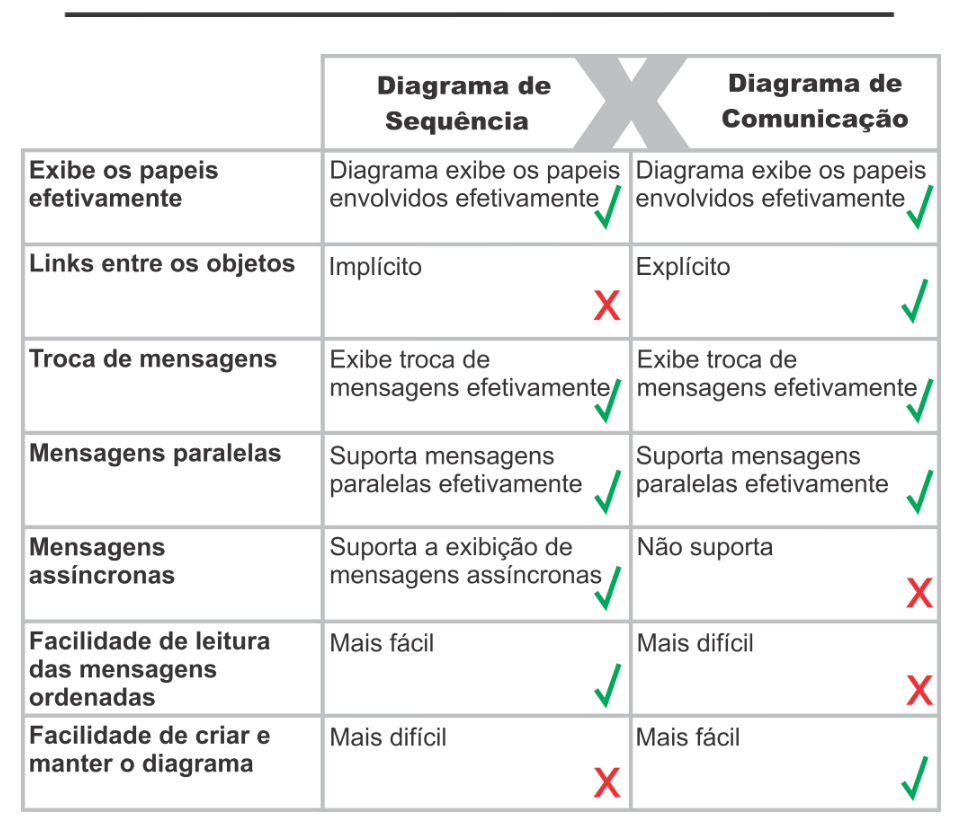 Diagrama de
Sequência
X
Diagrama de
Comunicação
Exibe os papeis
efetivamente
Diagrama exibe os papeis
envolvidos efetivamente
Diagrama exibe os papeis
envolvidos efetivamente
Links entre os objetos
Implícito
X
Explícito
Troca de mensagens
Exibe troca de
mensagens efetivamente
Exibe troca de
mensagens efetivamente
Mensagens paralelas
Suporta mensagens
paralelas efetivamente
Suporta mensagens
paralelas efetivamente
Mensagens
assíncronas
Suporta a exibição de
mensagens assíncronas
Não suporta
X
Facilidade de leitura
das mensagens
ordenadas
Mais fácil
Mais difícil
X
Facilidade de criar e
manter o diagrama
Mais difícil
X
Mais fácil